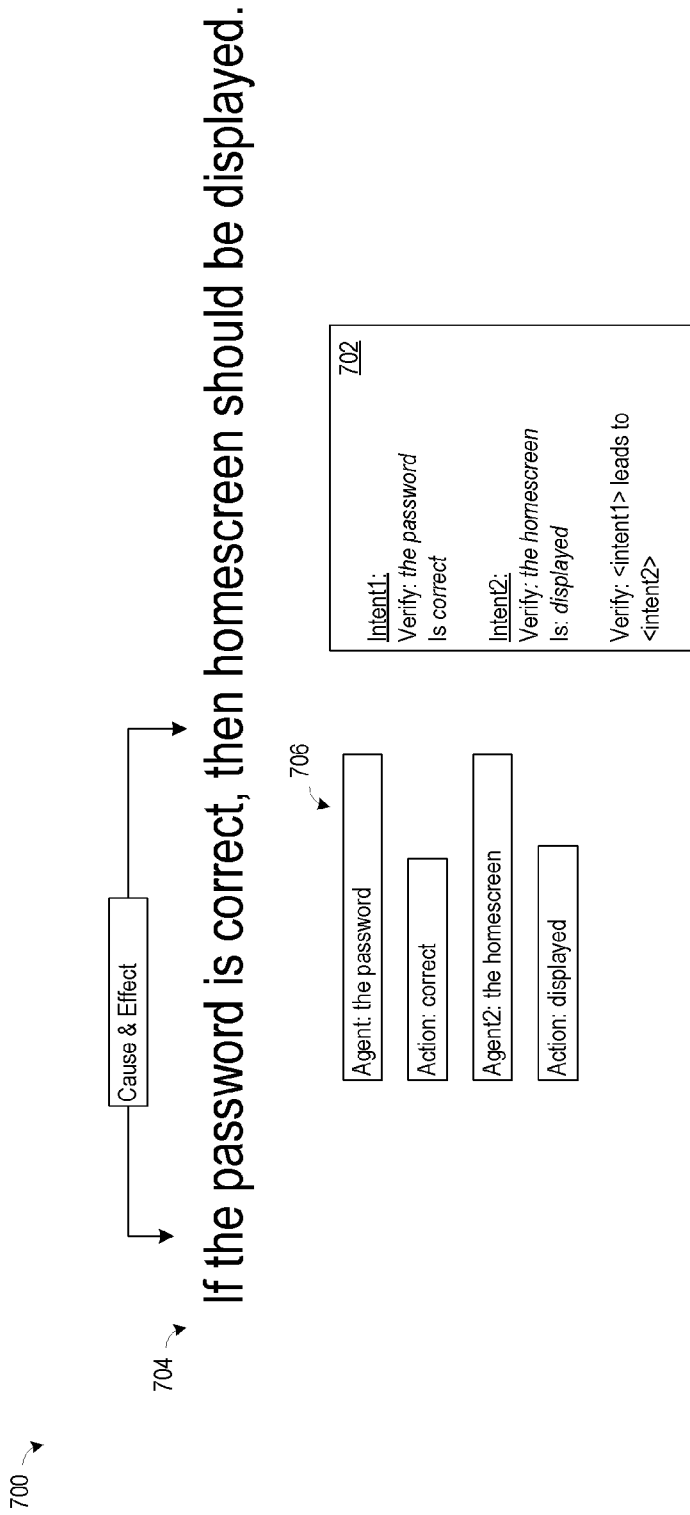 700
Cause & Effect
704
If the password is correct, then homescreen should be displayed.
706
Agent: the password
Action: correct
Agent2: the homescreen
Action: displayed
702
Intent1:
Verify: the password
Is correct
Intent2:
Verify: the homescreen
Is: displayed
Verify: <intent1> leads to
<intent2>